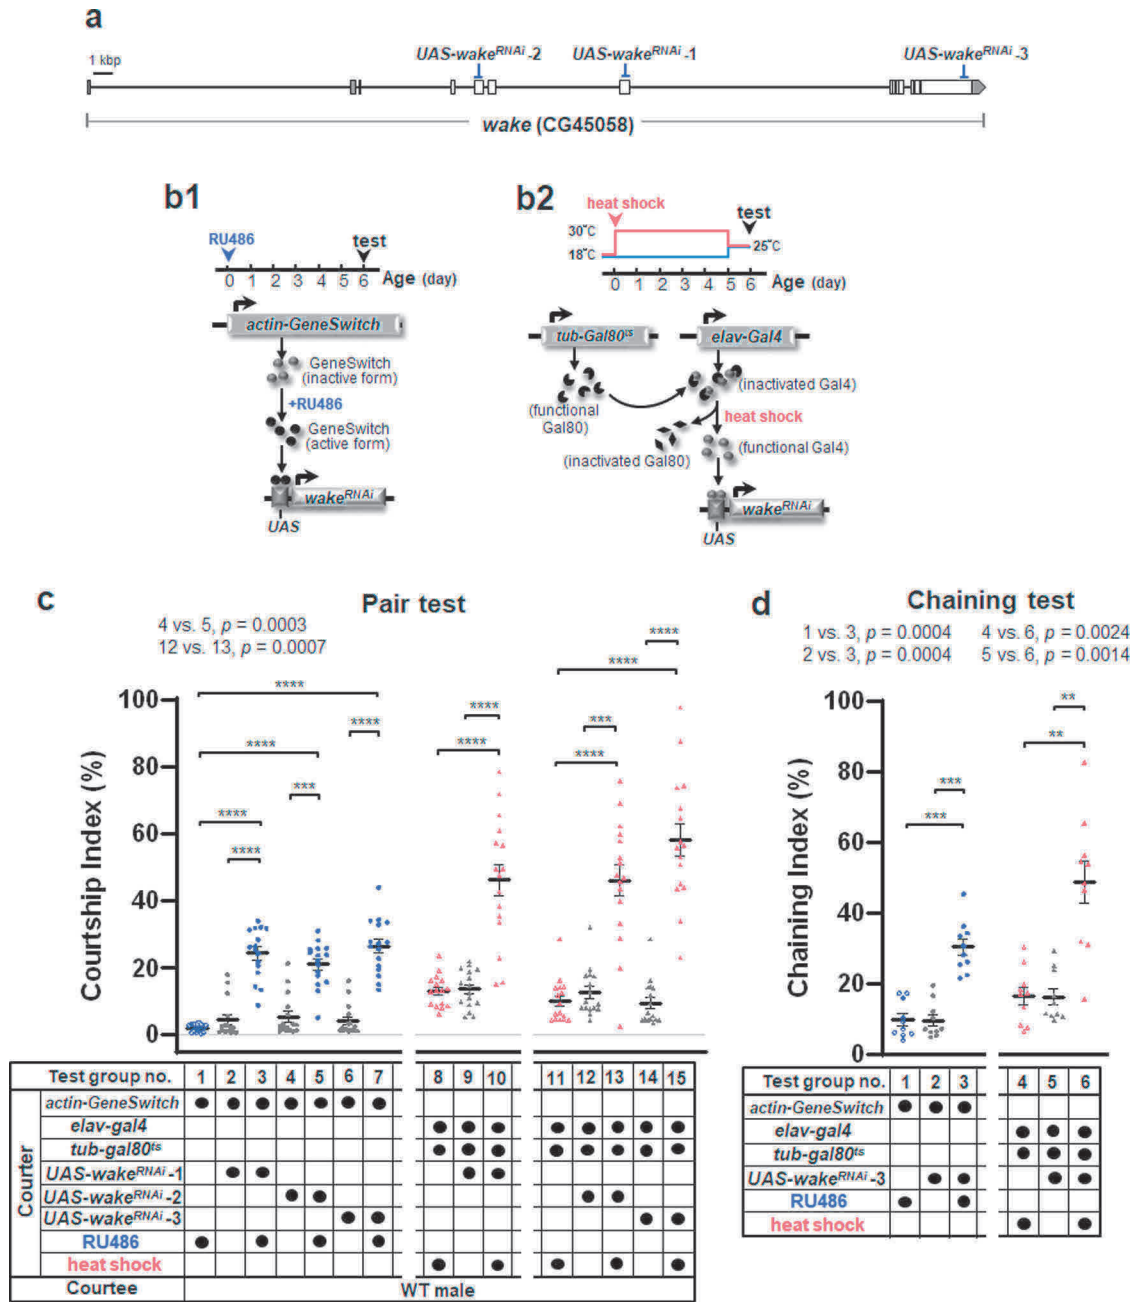 a
1 kbp
UAS-wakeRNAi-2
UAS-wakeRNAi-1
UAS-wakeRNAi-3
wake (CG45058)
b1
RU486
test
0 1 2 3 4 5 6 Age (day)
actin-GeneSwitch
GeneSwitch
(inactive form)
+RU486
GeneSwitch
(active form)
wakeRNAi
UAS
b2
heat shock
test
30°C
18°C
25°C
0 1 2 3 4 5 6 Age (day)
tub-Gal80ts
elav-Gal4
(functional
Gal80)
(inactivated Gal4)
heat shock
(inactivated Gal80)
(functional Gal4)
wakeRNAi
UAS
c
Pair test
4 vs. 5, p = 0.0003
12 vs. 13, p = 0.0007
Courtship Index (%)
100
80
60
40
20
0
****
****
****
****
***
****
****
****
****
***
****
****
Test group no. 1 2 3 4 5 6 7 8 9 10 11 12 13 14 15
Courter
actin-GeneSwitch
elav-gal4
tub-gal80ts
UAS-wakeRNAi-1
UAS-wakeRNAi-2
UAS-wakeRNAi-3
RU486
heat shock
Courtee WT male
d
Chaining test
1 vs. 3, p = 0.0004 4 vs. 6, p = 0.0024
2 vs. 3, p = 0.0004 5 vs. 6, p = 0.0014
Chaining Index (%)
100
80
60
40
20
0
***
***
**
**
Test group no. 1 2 3 4 5 6
actin-GeneSwitch
elav-gal4
tub-gal80ts
UAS-wakeRNAi-3
RU486
heat shock